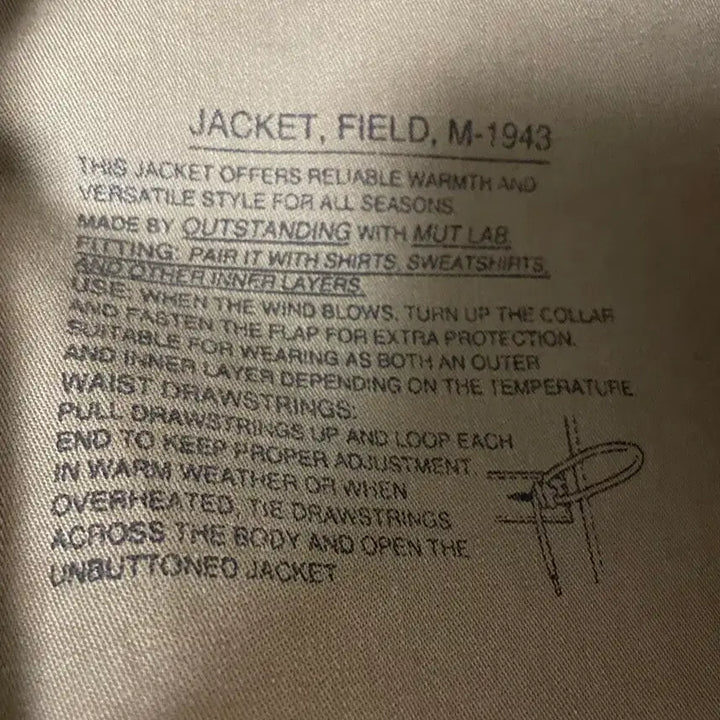 JACKET, FIELD, M-1943
THIS JACKET OFFERS RELIABLE WARMTH AND
VERSATILE STYLE FOR ALL SEASONS.
MADE BY OUTSTANDING WITH MUT LAB.
FITTING: PAIR IT WITH SHIRTS, SWEATSHIRTS,
AND OTHER INNER LAYERS.
USE: WHEN THE WIND BLOWS, TURN UP THE COLLAR
AND FASTEN THE FLAP FOR EXTRA PROTECTION.
SUITABLE FOR WEARING AS BOTH AN OUTER
AND INNER LAYER DEPENDING ON THE TEMPERATURE
WAIST DRAWSTRINGS:
PULL DRAWSTRINGS UP AND LOOP EACH
END TO KEEP PROPER ADJUSTMENT
IN WARM WEATHER OR WHEN
OVERHEATED, TIE DRAWSTRINGS
ACROSS THE BODY AND OPEN THE
UNBUTTONED JACKET